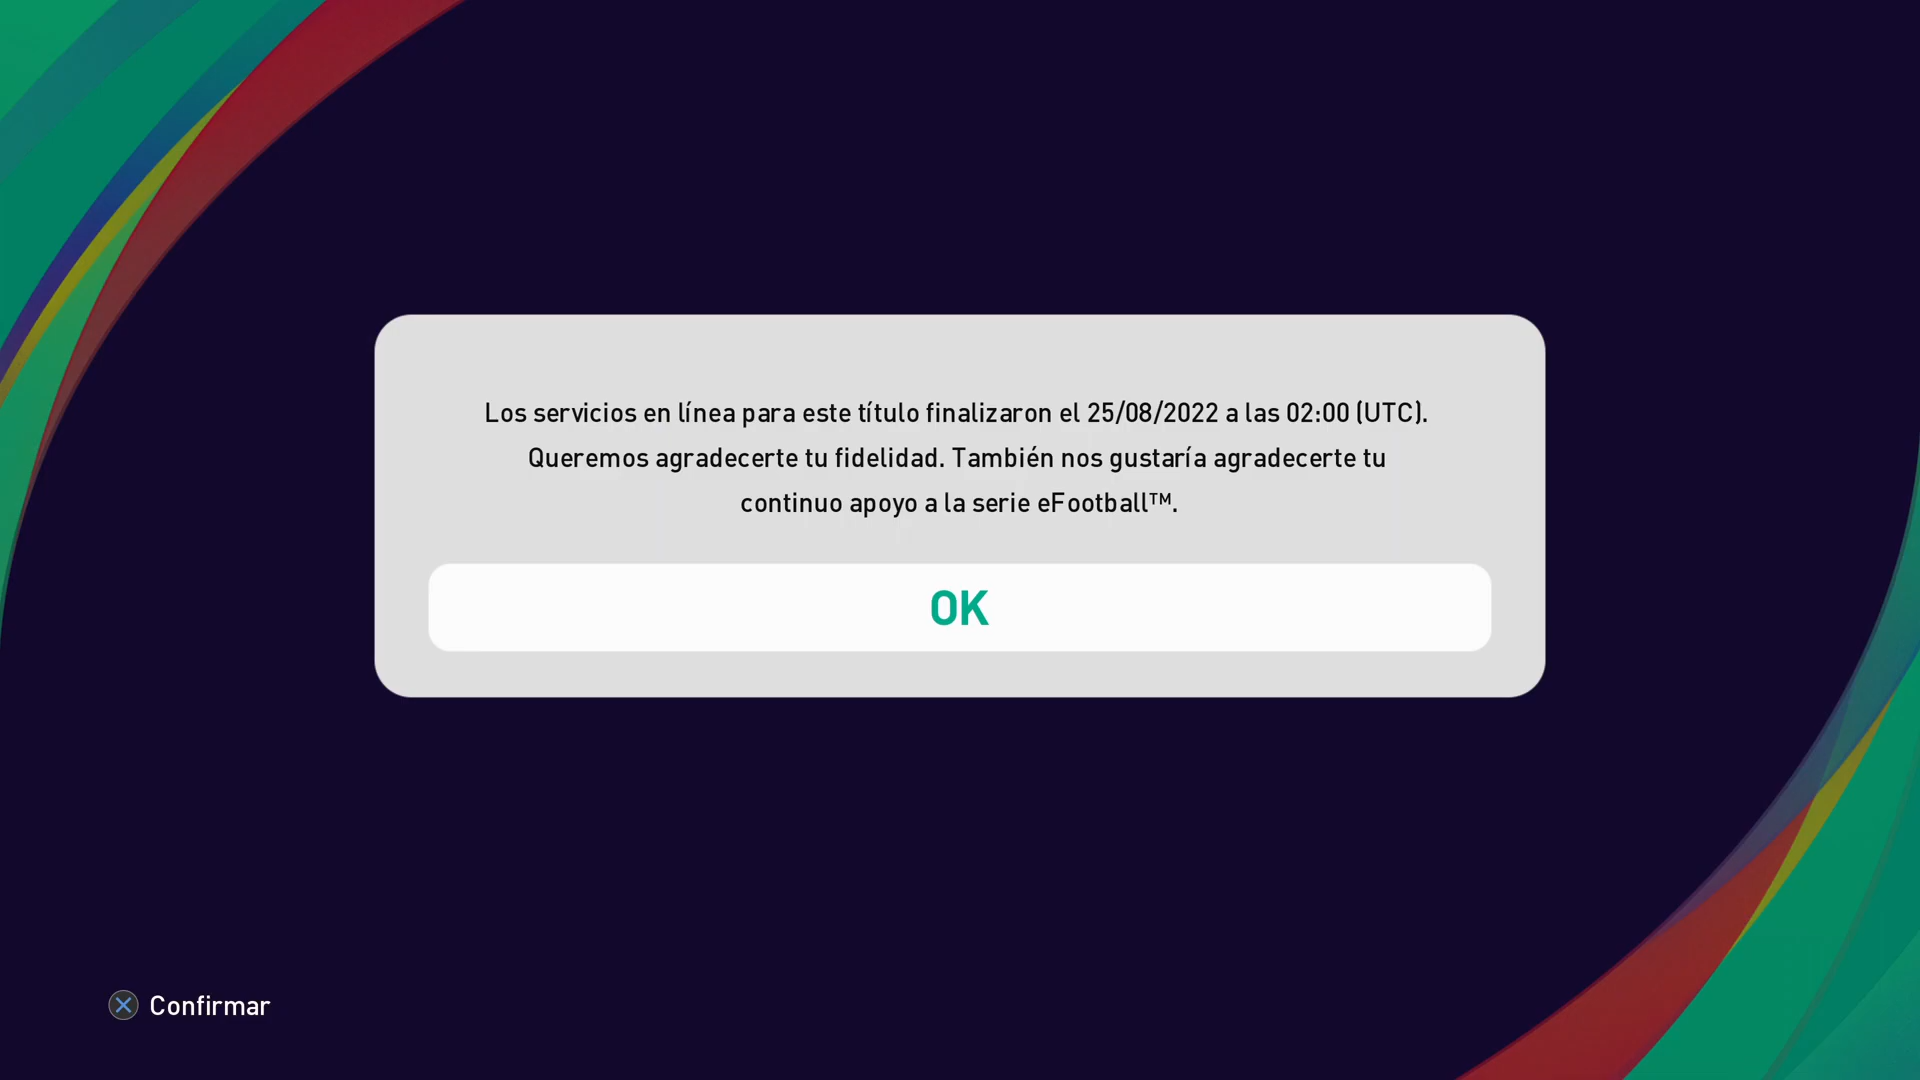 Los servicios en línea para este título finalizaron el 25/08/2022 a las 02:00 (UTC).
Queremos agradecerte tu fidelidad. También nos gustaría agradecerte tu
continuo apoyo a la serie eFootball™.
OK
Confirmar